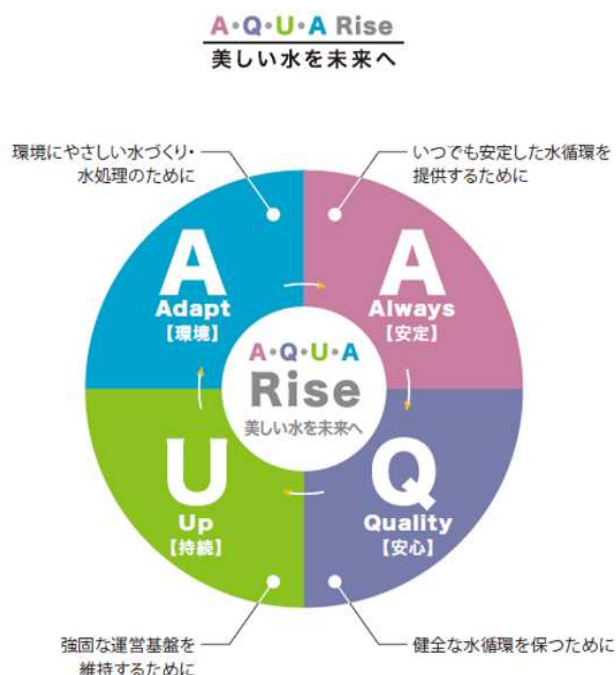 A・Q・U・A Rise
美しい水を未来へ
環境にやさしい水づくり・
水処理のために
いつでも安定した水循環を
提供するために
A
Adapt
【環境】
A
Always
【安定】
A・Q・U・A
Rise
美しい水を未来へ
U
Up
【持続】
Q
Quality
【安心】
強固な運営基盤を
維持するために
健全な水循環を保つために